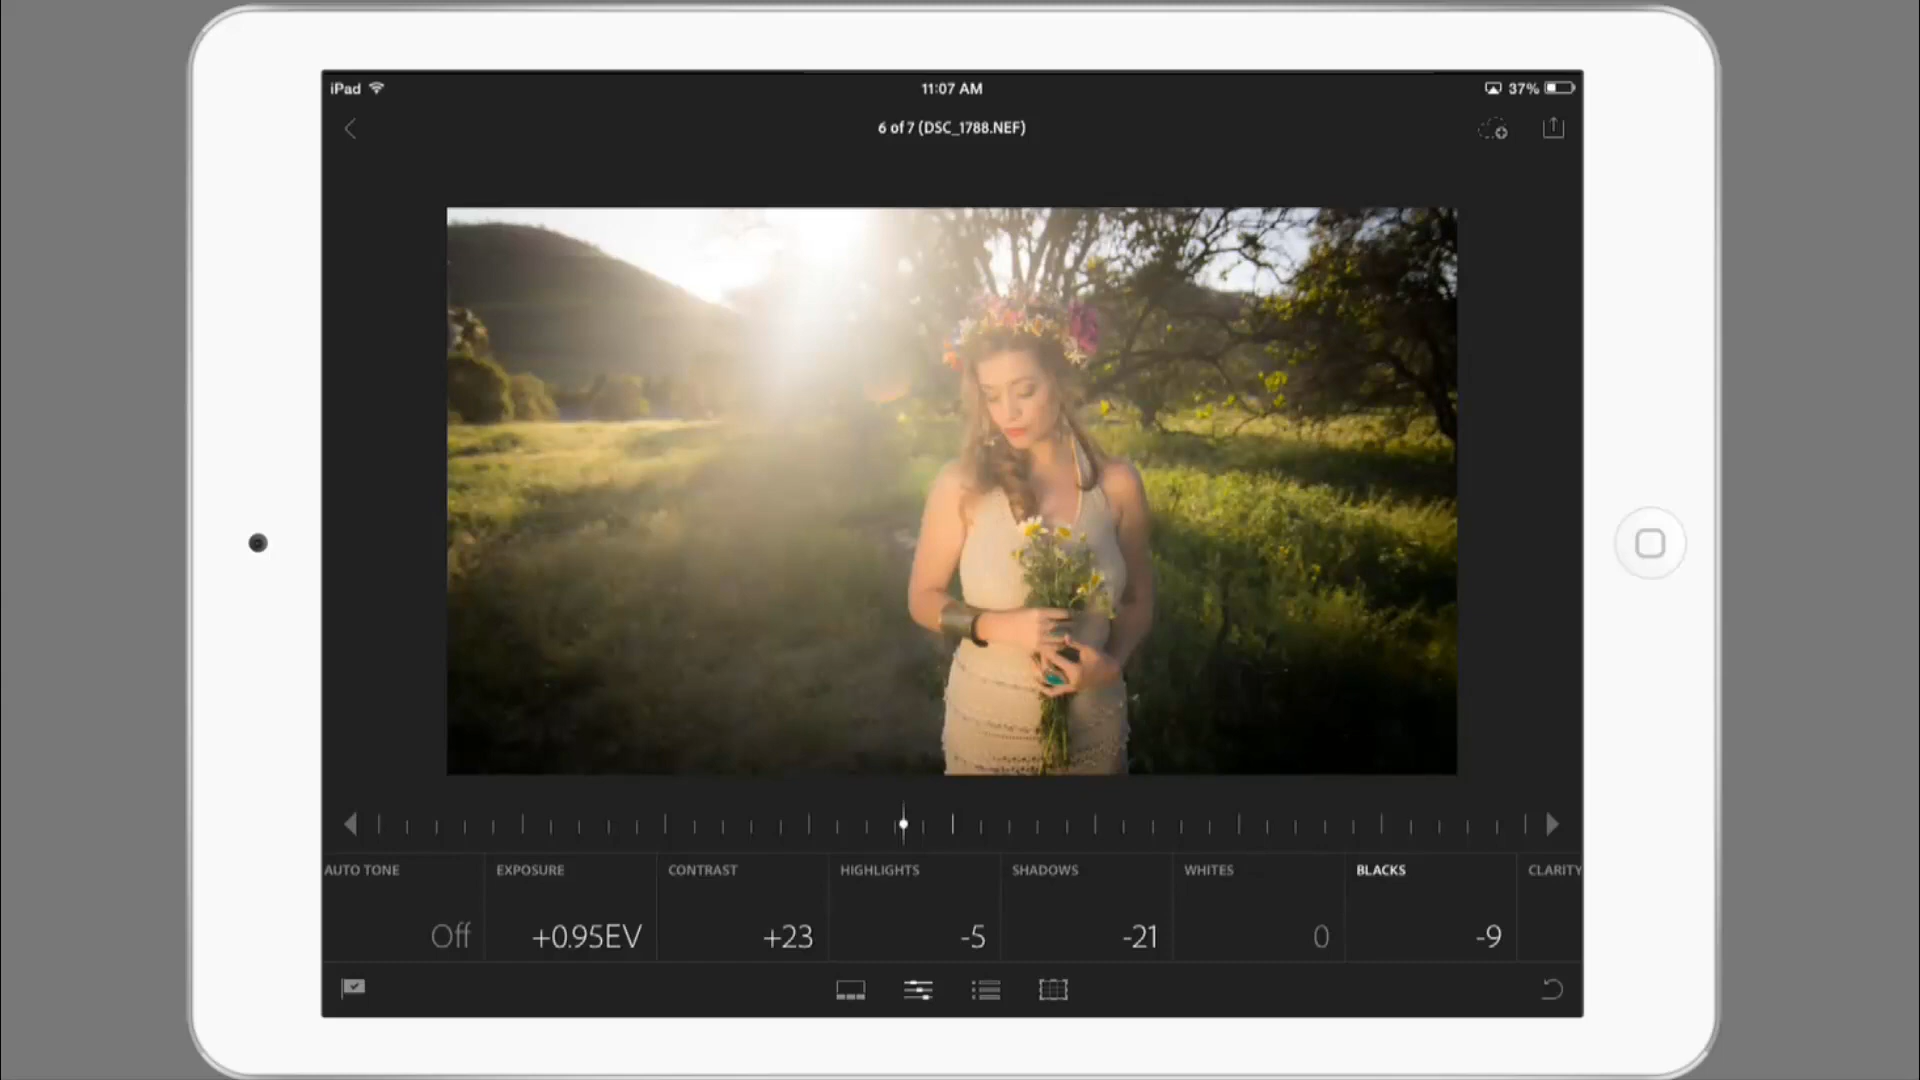 iPad 11:07 AM 37%
6 of 7 (DSC_1788.NEF)
AUTO TONE EXPOSURE CONTRAST HIGHLIGHTS SHADOWS WHITES BLACKS CLARITY
Off +0.95EV +23 -5 -21 0 -9